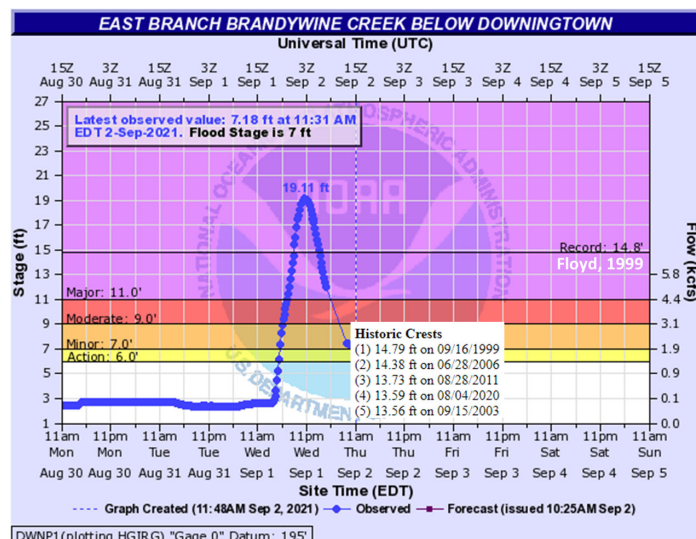 EAST BRANCH BRANDYWINE CREEK BELOW DOWNINGTOWN
Universal Time (UTC)
15Z 3Z 15Z 3Z 15Z 3Z 15Z 3Z 15Z 3Z 15Z 3Z 15Z
Aug 30 Aug 31 Aug 31 Sep 1 Sep 1 Sep 2 Sep 2 Sep 3 Sep 3 Sep 4 Sep 4 Sep 5 Sep 5
Latest observed value: 7.18 ft at 11:31 AM
EDT 2-Sep-2021. Flood Stage is 7 ft
27
25
23
21
19
17
15
13
11
9
7
5
3
1
Stage (ft)
19.11 ft
NATIONAL OCEANIC AND ATMOSPHERIC ADMINISTRATION
NOAA
U.S. DEPARTMENT
Record: 14.8'
Floyd, 1999
Major: 11.0'
Moderate: 9.0'
Minor: 7.0'
Action: 6.0'
Historic Crests
(1) 14.79 ft on 09/16/1999
(2) 14.38 ft on 06/28/2006
(3) 13.73 ft on 08/28/2011
(4) 13.59 ft on 08/04/2020
(5) 13.56 ft on 09/15/2003
5.8
4.4
3.1
1.9
0.9
0.1
0.0
Flow (kcfs)
11am 11pm 11am 11pm 11am 11pm 11am 11pm 11am 11pm 11am 11pm 11am
Mon Mon Tue Tue Wed Wed Thu Thu Fri Fri Sat Sat Sun
Aug 30 Aug 30 Aug 31 Aug 31 Sep 1 Sep 1 Sep 2 Sep 2 Sep 3 Sep 3 Sep 4 Sep 4 Sep 5
Site Time (EDT)
Graph Created (11:48AM Sep 2, 2021) Observed Forecast (issued 10:25AM Sep 2)
DWNP1(plotting HGIRG) "Gage 0" Datum: 195'